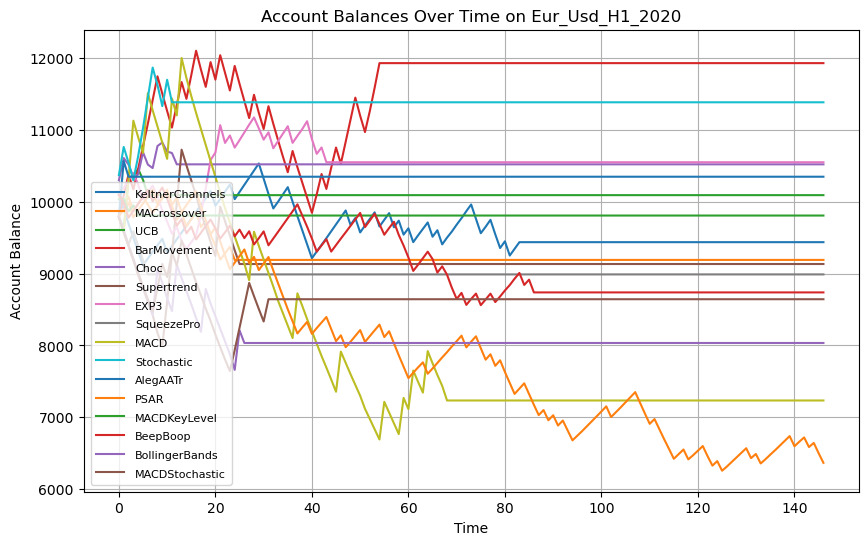 Account Balances Over Time on Eur_Usd_H1_2020
Account Balance
12000
11000
10000
9000
8000
7000
6000
KeltnerChannels
MACrossover
UCB
BarMovement
Choc
Supertrend
EXP3
SqueezePro
MACD
Stochastic
AlegAATr
PSAR
MACDKeyLevel
BeepBoop
BollingerBands
MACDStochastic
0 20 40 60 80 100 120 140
Time